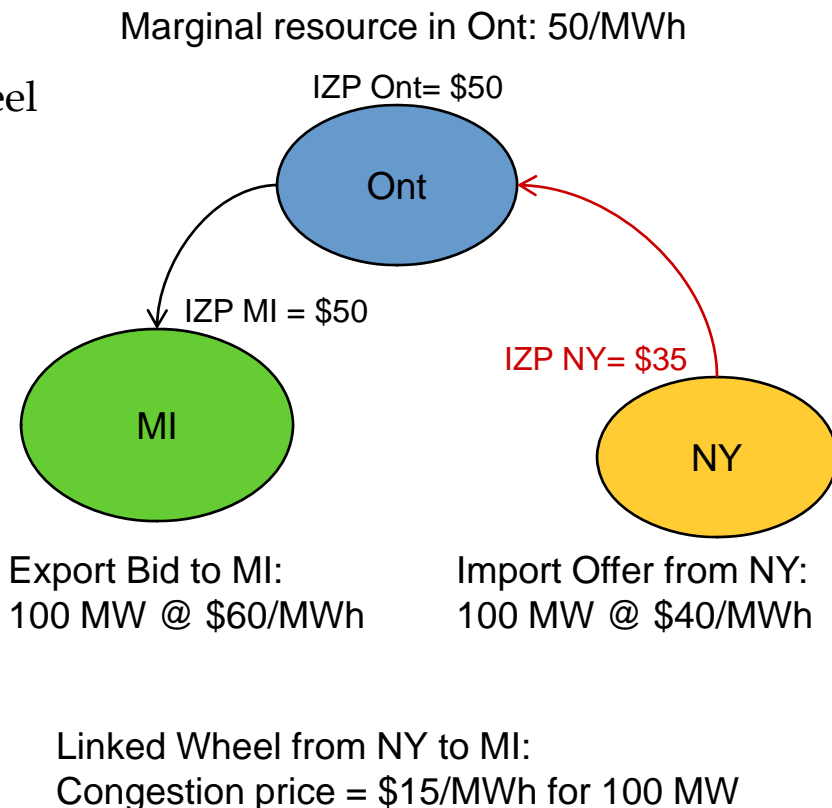 Marginal resource in Ont: 50/MWh
IZP Ont= $50
eel
Ont
IZP MI = $50
IZP NY= $35
MI
NY
Export Bid to MI:
100 MW @ $60/MWh
Import Offer from NY:
100 MW @ $40/MWh
Linked Wheel from NY to MI:
Congestion price = $15/MWh for 100 MW